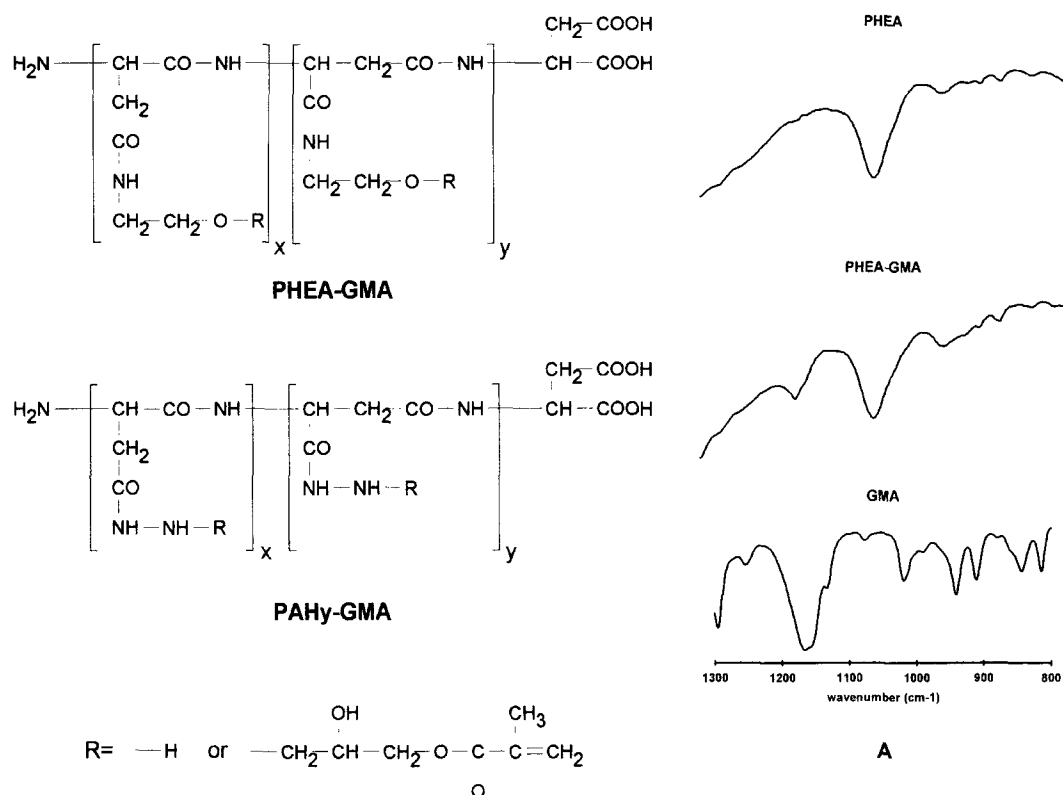 CH₂—COOH
H₂N—CH—CO—NH—CH—CH₂—CO—NH—CH—COOH
CH₂ CO
CO NH
NH CH₂—CH₂—O—R
CH₂—CH₂—O—R
x y
PHEA-GMA
CH₂—COOH
H₂N—CH—CO—NH—CH—CH₂—CO—NH—CH—COOH
CH₂ CO
CO NH—NH—R
NH—NH—R
x y
PAHy-GMA
OH CH₃
R= —H or —CH₂—CH—CH₂—O—C—C=CH₂
O
PHEA
PHEA-GMA
GMA
1300 1200 1100 1000 900 800
wavenumber (cm-1)
A